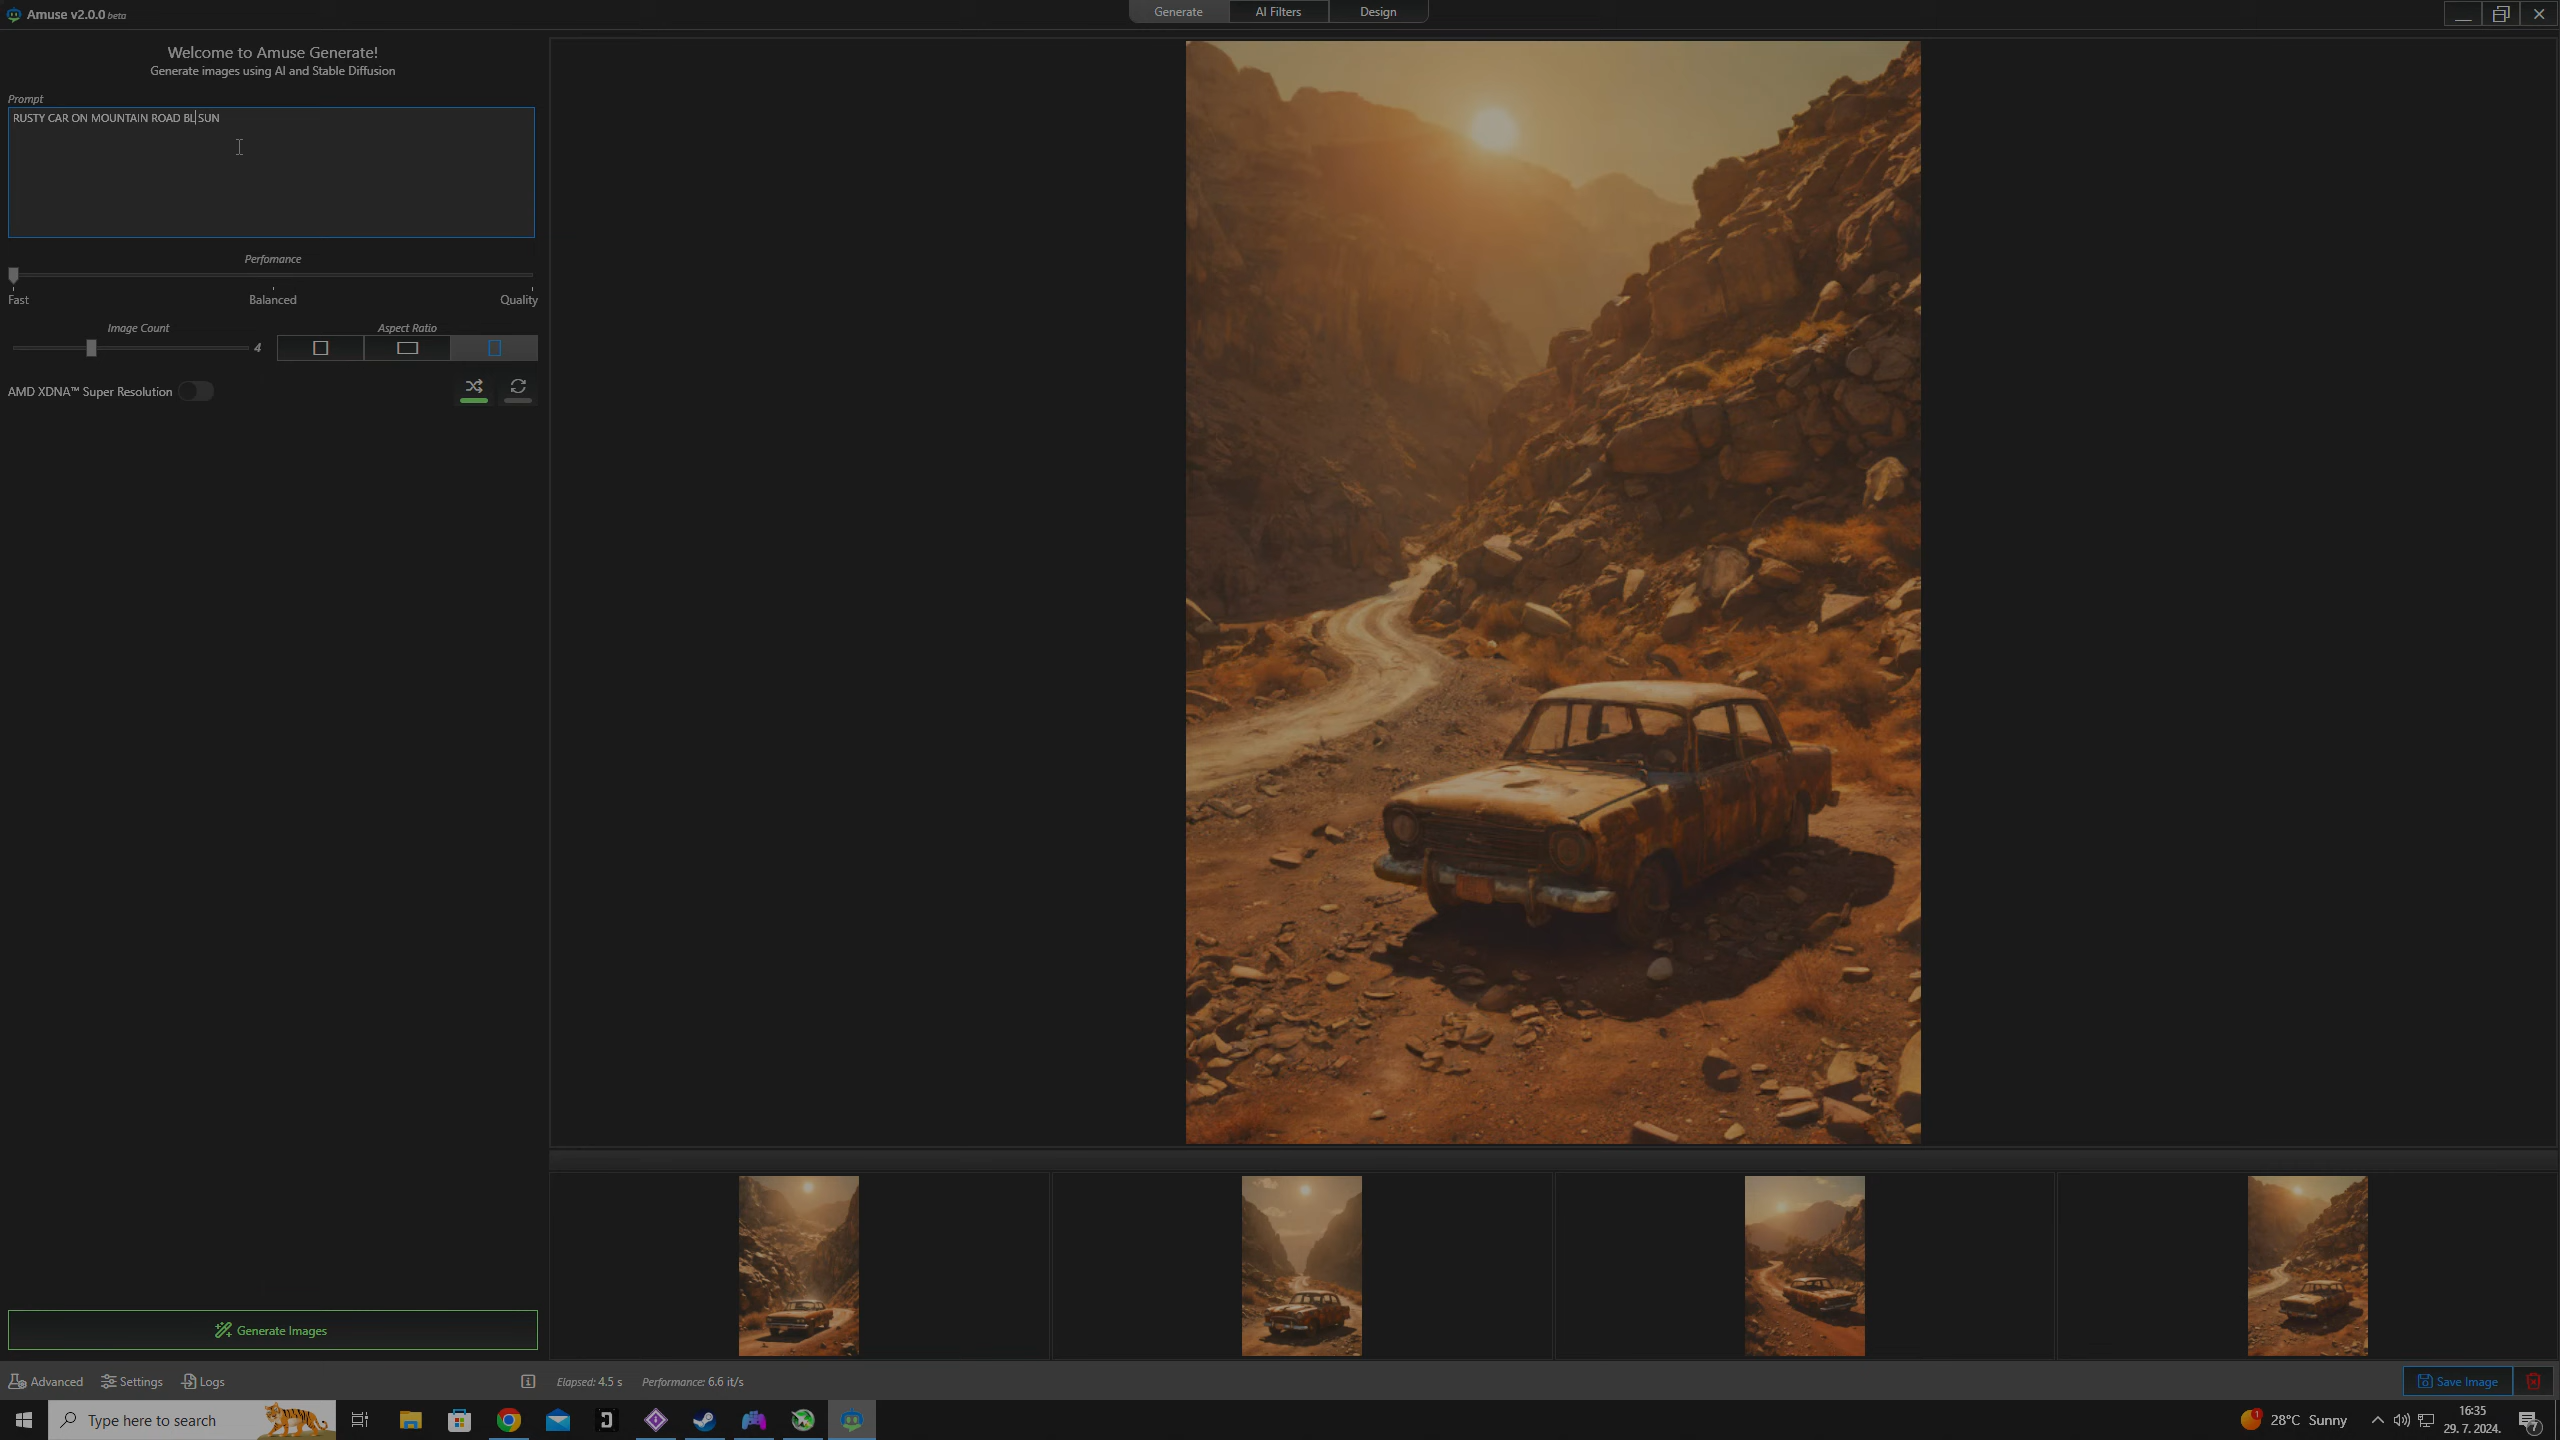 Amuse v2.0.0 beta
Generate
AI Filters
Design
Welcome to Amuse Generate!
Generate images using AI and Stable Diffusion
Prompt
RUSTY CAR ON MOUNTAIN ROAD BL SUN
Perfomance
Fast
Balanced
Quality
Image Count
Aspect Ratio
4
AMD XDNA™ Super Resolution
Generate Images
Advanced
Settings
Logs
Elapsed: 4.5 s
Performance: 6.6 it/s
Save Image
Type here to search
1
28°C Sunny
16:35
29. 7. 2024.
7